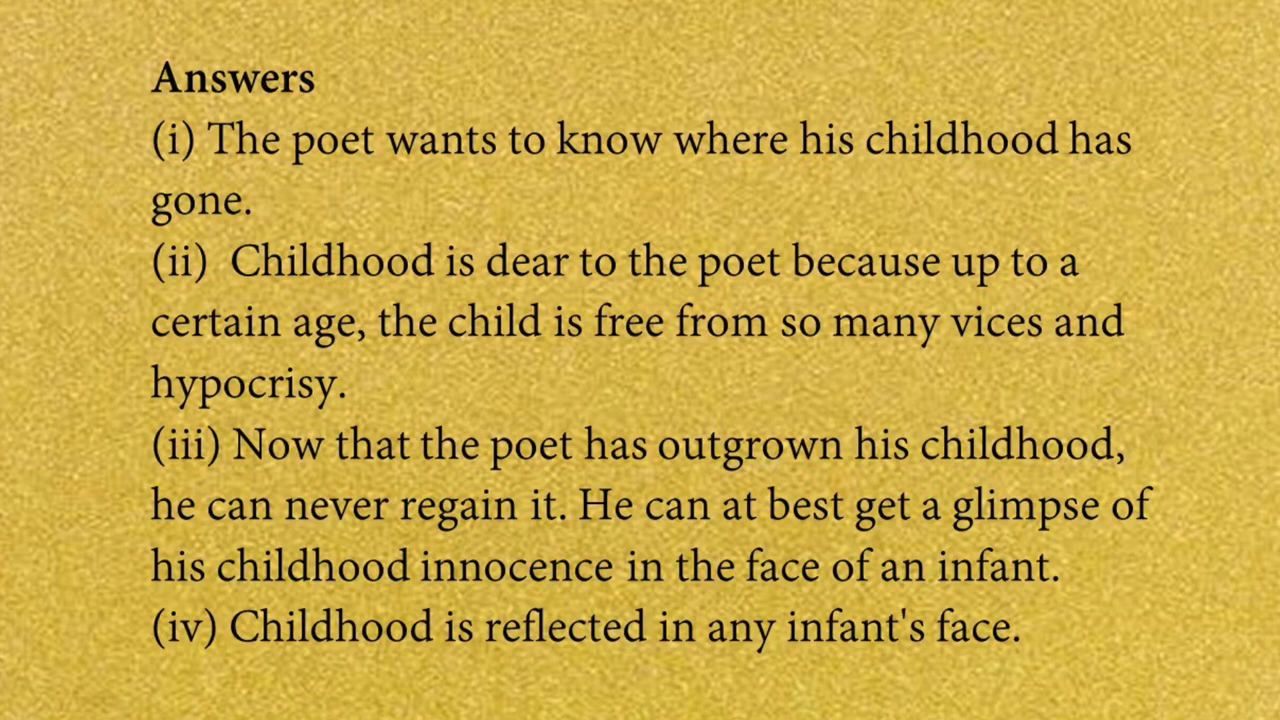 Answers
(i) The poet wants to know where his childhood has
gone.
(ii) Childhood is dear to the poet because up to a
certain age, the child is free from so many vices and
hypocrisy.
(iii) Now that the poet has outgrown his childhood,
he can never regain it. He can at best get a glimpse of
his childhood innocence in the face of an infant.
(iv) Childhood is reflected in any infant's face.